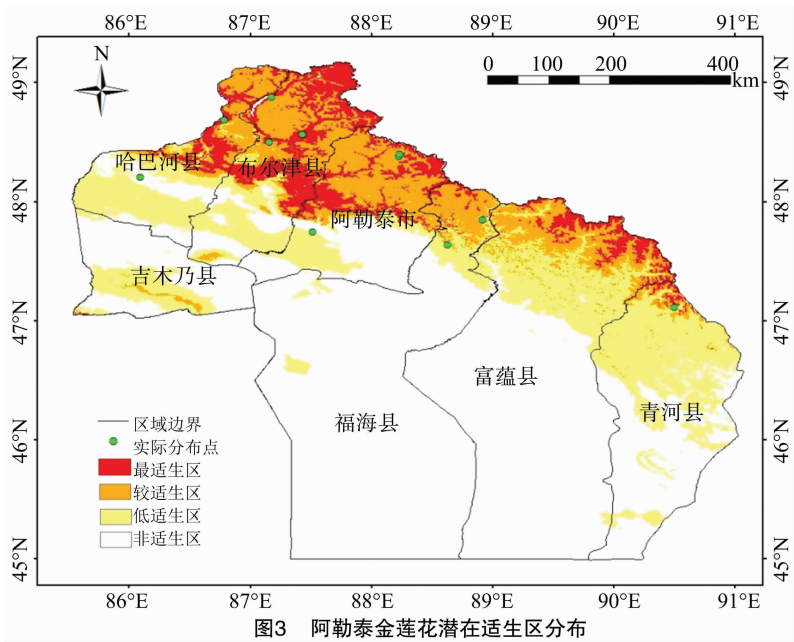 86°E 87°E 88°E 89°E 90°E 91°E
N
0 100 200 400
km
49°N 49°N
哈巴河县 布尔津县
48°N 48°N
阿勒泰市
吉木乃县
47°N 47°N
富蕴县
福海县 青河县
区域边界
46°N 46°N
实际分布点
最适生区
较适生区
低适生区
非适生区
45°N 45°N
86°E 87°E 88°E 89°E 90°E 91°E
图3 阿勒泰金莲花潜在适生区分布